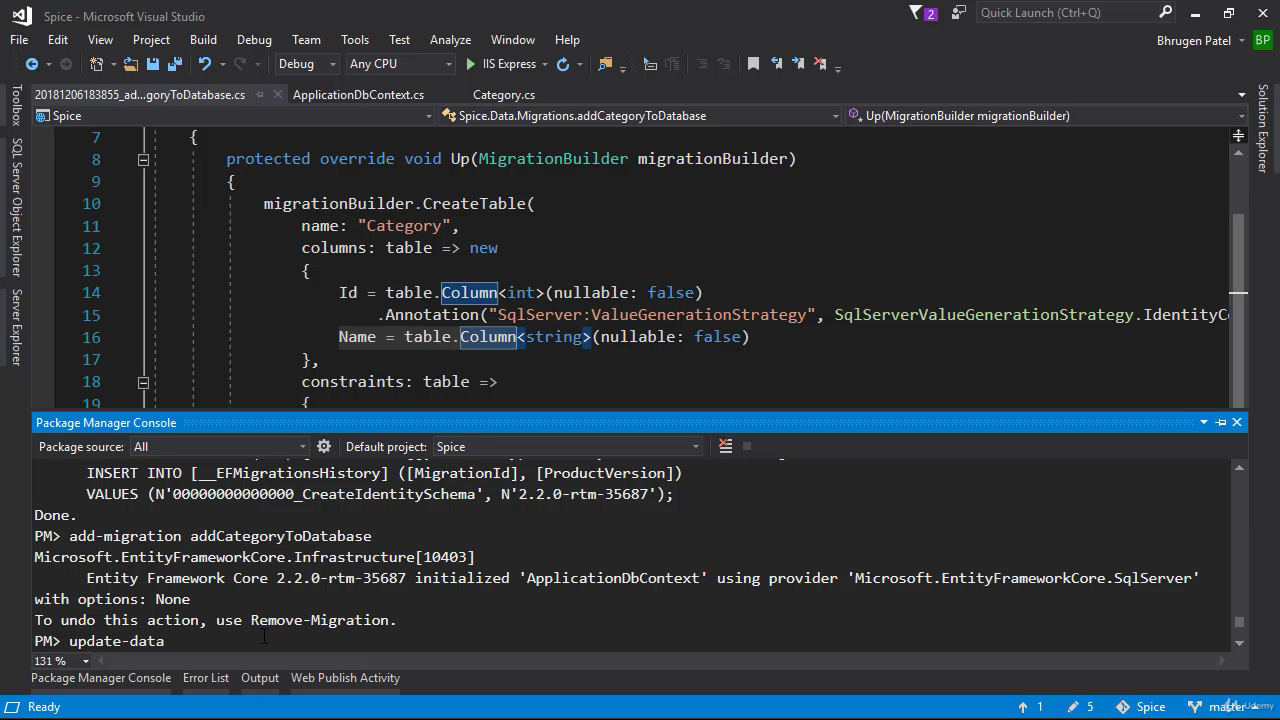 Spice - Microsoft Visual Studio
2
Quick Launch (Ctrl+Q)
File Edit View Project Build Debug Team Tools Test Analyze Window Help
Bhrugen Patel BP
Debug Any CPU IIS Express
20181206183855_ad...goryToDatabase.cs ApplicationDbContext.cs Category.cs
Spice Spice.Data.Migrations.addCategoryToDatabase Up(MigrationBuilder migrationBuilder)
Toolbox
SQL Server Object Explorer
Server Explorer
Solution Explorer
7 {
8 protected override void Up(MigrationBuilder migrationBuilder)
9 {
10 migrationBuilder.CreateTable(
11 name: "Category",
12 columns: table => new
13 {
14 Id = table.Column<int>(nullable: false)
15 .Annotation("SqlServer:ValueGenerationStrategy", SqlServerValueGenerationStrategy.IdentityCo
16 Name = table.Column<string>(nullable: false)
17 },
18 constraints: table =>
19 {
Package Manager Console
Package source: All Default project: Spice
INSERT INTO [__EFMigrationsHistory] ([MigrationId], [ProductVersion])
VALUES (N'00000000000000_CreateIdentitySchema', N'2.2.0-rtm-35687');
Done.
PM> add-migration addCategoryToDatabase
Microsoft.EntityFrameworkCore.Infrastructure[10403]
Entity Framework Core 2.2.0-rtm-35687 initialized 'ApplicationDbContext' using provider 'Microsoft.EntityFrameworkCore.SqlServer'
with options: None
To undo this action, use Remove-Migration.
PM> update-data
131 %
Package Manager Console Error List Output Web Publish Activity
Ready 1 5 Spice master
Udemy